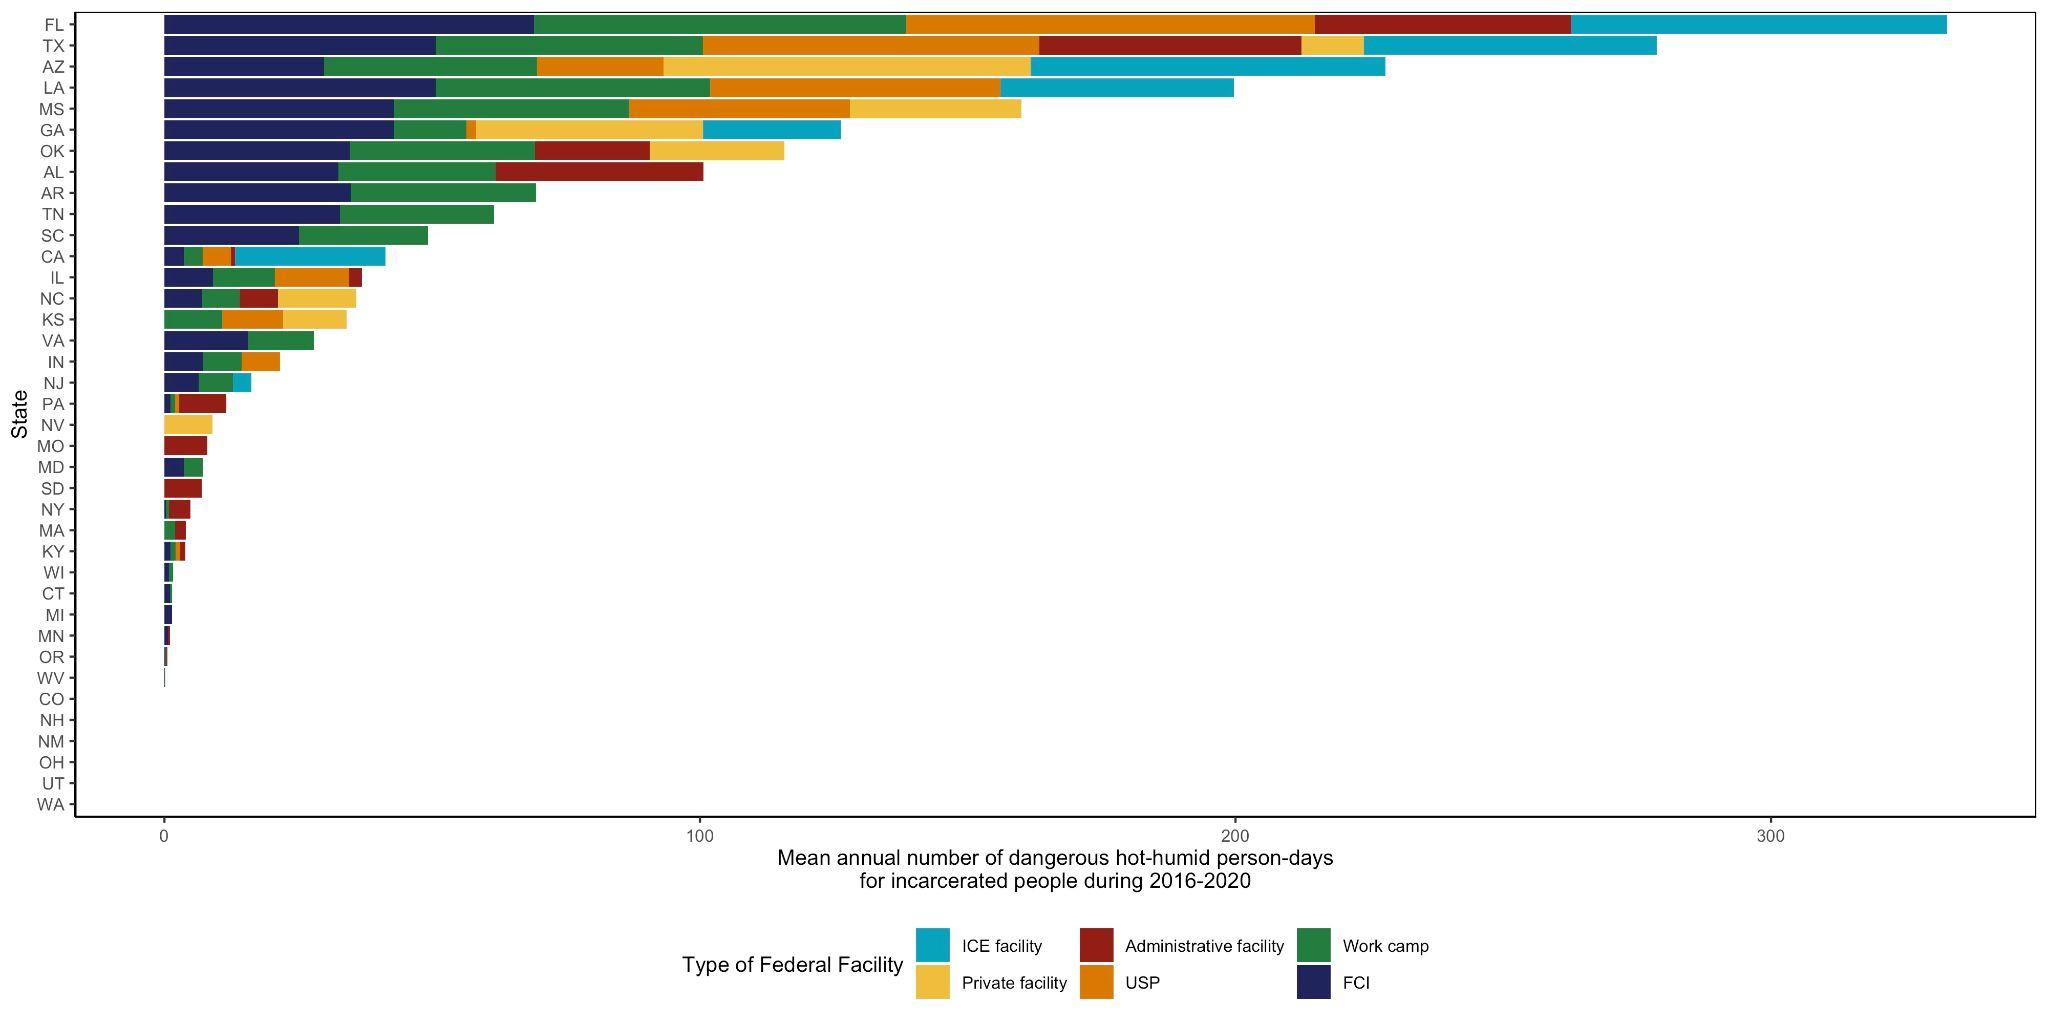 FL
TX
AZ
LA
MS
GA
OK
AL
AR
TN
SC
CA
IL
NC
KS
VA
IN
NJ
PA
NV
MO
MD
SD
NY
MA
KY
WI
CT
MI
MN
OR
WV
CO
NH
NM
OH
UT
WA
State
0 100 200 300
Mean annual number of dangerous hot-humid person-days
for incarcerated people during 2016-2020
Type of Federal Facility
ICE facility Administrative facility Work camp
Private facility USP FCI